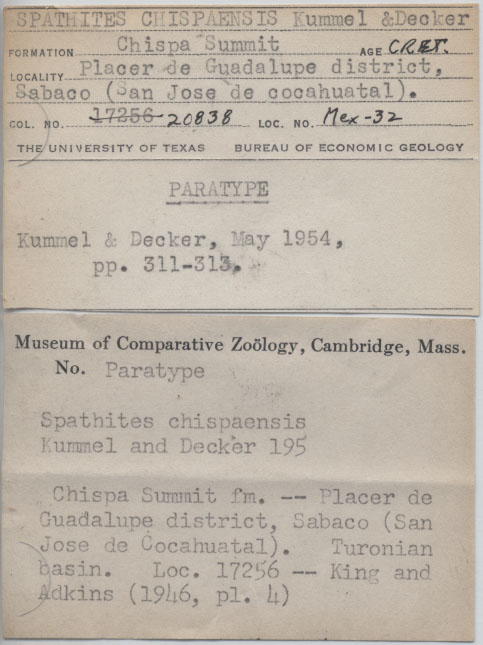 SPATHITES CHISPAENSIS Kummel &Decker
FORMATION Chispa Summit AGE CRET.
LOCALITY Placer de Guadalupe district,
Sabaco (San Jose de cocahuatal).
COL. NO. 17256 20838 LOC. NO. Mex-32
THE UNIVERSITY OF TEXAS BUREAU OF ECONOMIC GEOLOGY
PARATYPE
Kummel & Decker, May 1954,
pp. 311-313.
Museum of Comparative Zoölogy, Cambridge, Mass.
No. Paratype
Spathites chispaensis
Kummel and Decker 195
Chispa Summit fm. -- Placer de
Guadalupe district, Sabaco (San
Jose de Cocahuatal). Turonian
basin. Loc. 17256 -- King and
Adkins (1946, pl. 4)